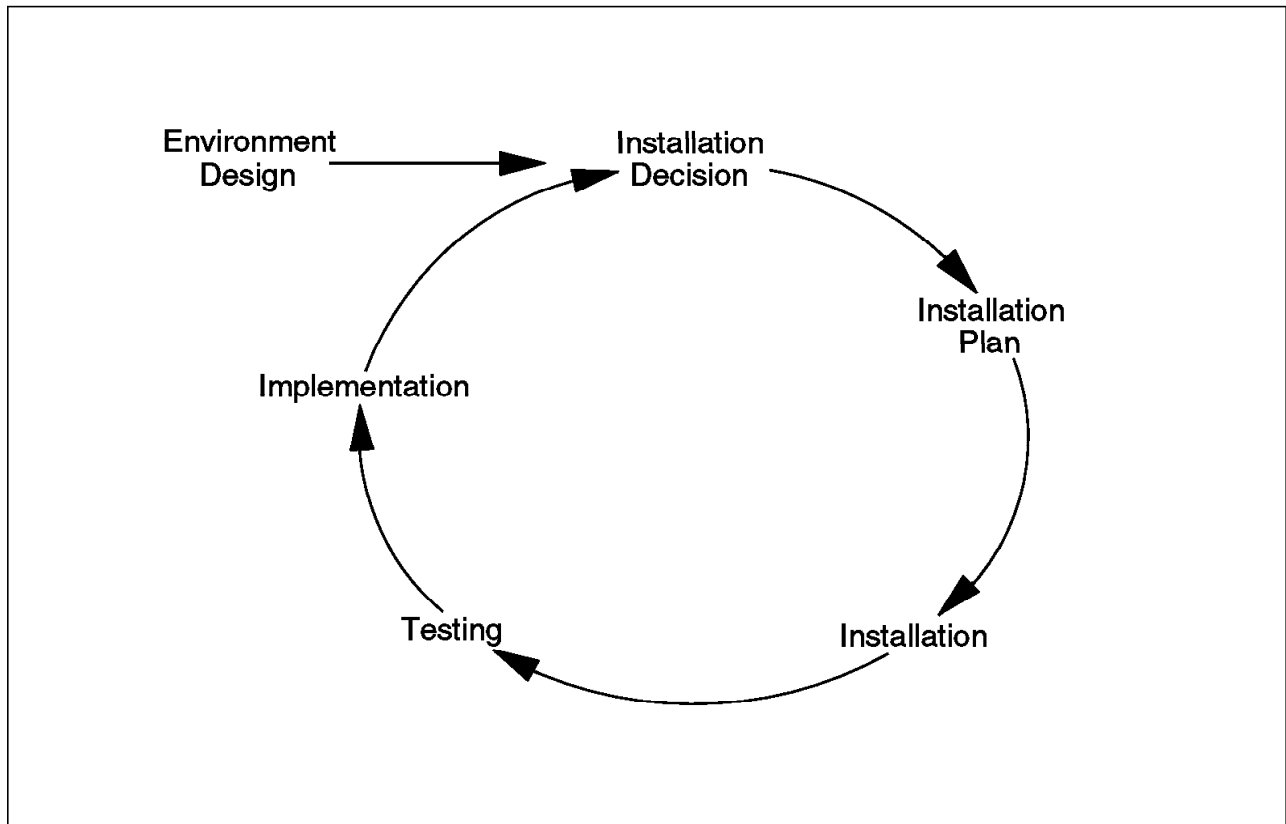 Environment
Design
Installation
Decision
Installation
Plan
Implementation
Testing
Installation